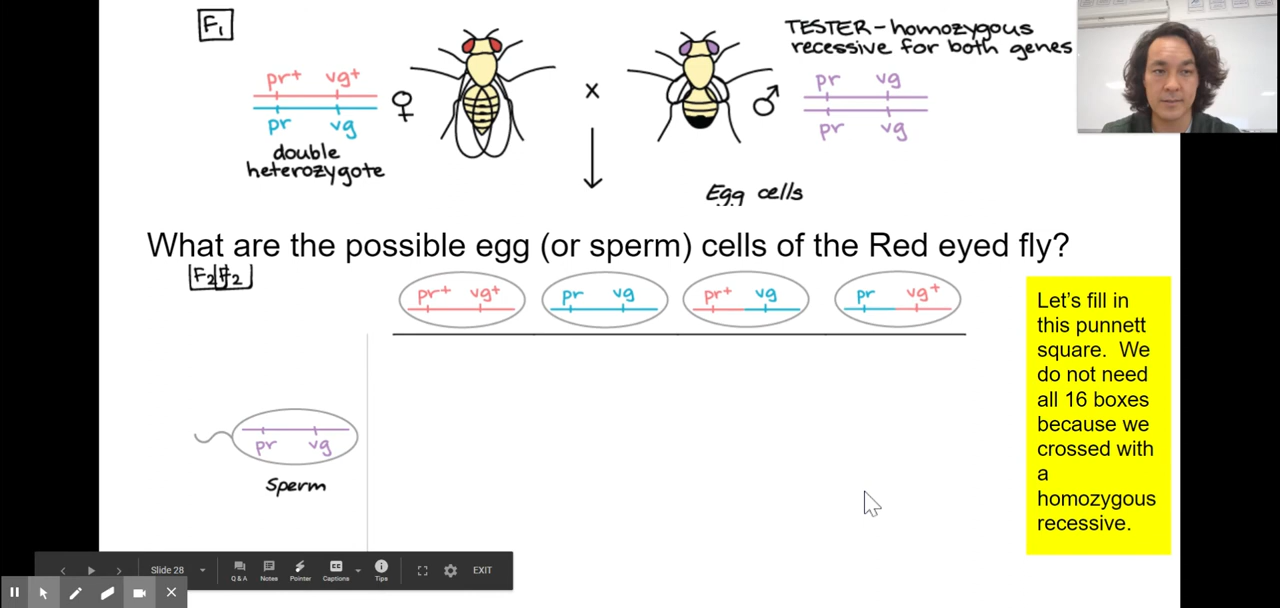 F1
TESTER - homozygous
recessive for both genes
pr+ vg+
pr vg
double
heterozygote
♀
x
♂
pr vg
pr vg
Egg cells
What are the possible egg (or sperm) cells of the Red eyed fly?
F2
pr+ vg+
pr vg
pr+ vg
pr vg+
Let's fill in
this punnett
square. We
do not need
all 16 boxes
because we
crossed with
a
homozygous
recessive.
pr vg
Sperm
Slide 28
Q & A
Notes
Pointer
CC
Captions
Tips
EXIT